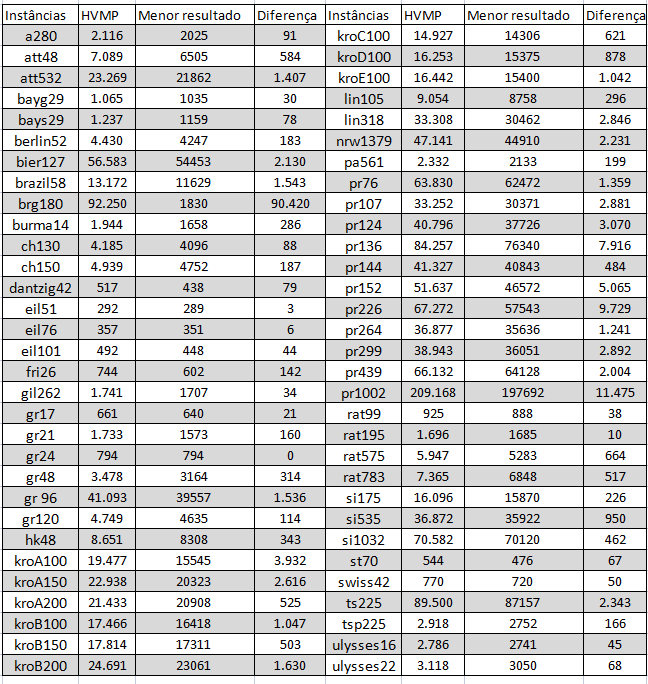 Instâncias HVMP Menor resultado Diferença Instâncias HVMP Menor resultado Diferença
a280 2.116 2025 91 kroC100 14.927 14306 621
att48 7.089 6505 584 kroD100 16.253 15375 878
att532 23.269 21862 1.407 kroE100 16.442 15400 1.042
bayg29 1.065 1035 30 lin105 9.054 8758 296
bays29 1.237 1159 78 lin318 33.308 30462 2.846
berlin52 4.430 4247 183 nrw1379 47.141 44910 2.231
bier127 56.583 54453 2.130 pa561 2.332 2133 199
brazil58 13.172 11629 1.543 pr76 63.830 62472 1.359
brg180 92.250 1830 90.420 pr107 33.252 30371 2.881
burma14 1.944 1658 286 pr124 40.796 37726 3.070
ch130 4.185 4096 88 pr136 84.257 76340 7.916
ch150 4.939 4752 187 pr144 41.327 40843 484
dantzig42 517 438 79 pr152 51.637 46572 5.065
eil51 292 289 3 pr226 67.272 57543 9.729
eil76 357 351 6 pr264 36.877 35636 1.241
eil101 492 448 44 pr299 38.943 36051 2.892
fri26 744 602 142 pr439 66.132 64128 2.004
gil262 1.741 1707 34 pr1002 209.168 197692 11.475
gr17 661 640 21 rat99 925 888 38
gr21 1.733 1573 160 rat195 1.696 1685 10
gr24 794 794 0 rat575 5.947 5283 664
gr48 3.478 3164 314 rat783 7.365 6848 517
gr 96 41.093 39557 1.536 si175 16.096 15870 226
gr120 4.749 4635 114 si535 36.872 35922 950
hk48 8.651 8308 343 si1032 70.582 70120 462
kroA100 19.477 15545 3.932 st70 544 476 67
kroA150 22.938 20323 2.616 swiss42 770 720 50
kroA200 21.433 20908 525 ts225 89.500 87157 2.343
kroB100 17.466 16418 1.047 tsp225 2.918 2752 166
kroB150 17.814 17311 503 ulysses16 2.786 2741 45
kroB200 24.691 23061 1.630 ulysses22 3.118 3050 68